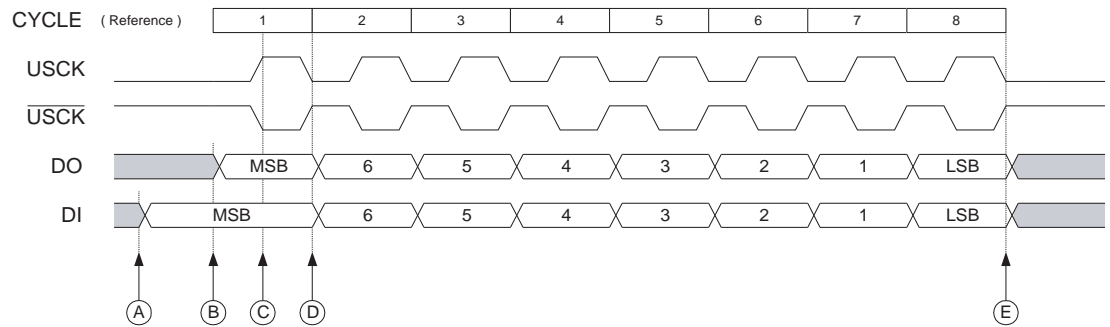 CYCLE ( Reference ) 1 2 3 4 5 6 7 8
USCK
USCK
DO MSB 6 5 4 3 2 1 LSB
DI MSB 6 5 4 3 2 1 LSB
A B C D E